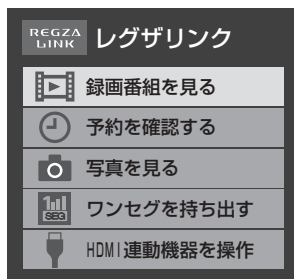 REGZA LINK レグザリンク
録画番組を見る
予約を確認する
写真を見る
1seg ワンセグを持ち出す
HDMI連動機器を操作